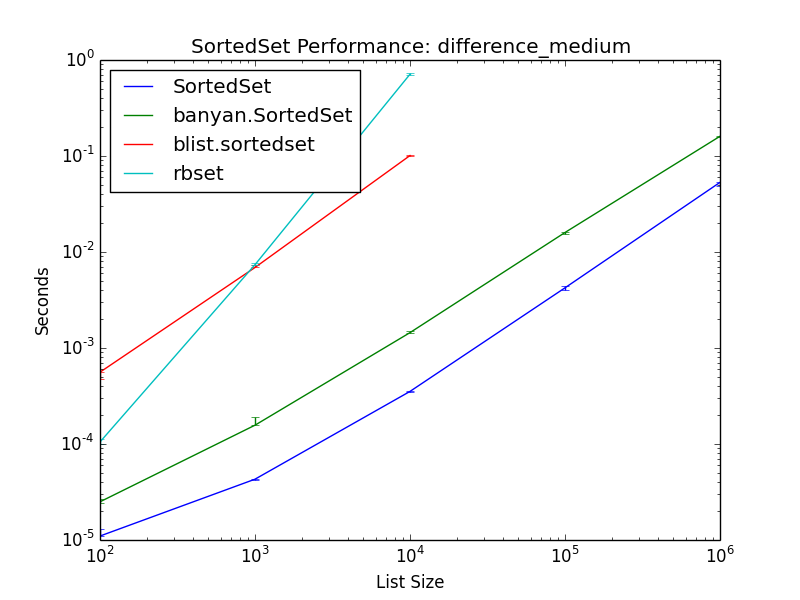 SortedSet Performance: difference_medium
10^0
SortedSet
banyan.SortedSet
blist.sortedset
rbset
10^-1
10^-2
Seconds
10^-3
10^-4
10^-5
10^2 10^3 10^4 10^5 10^6
List Size